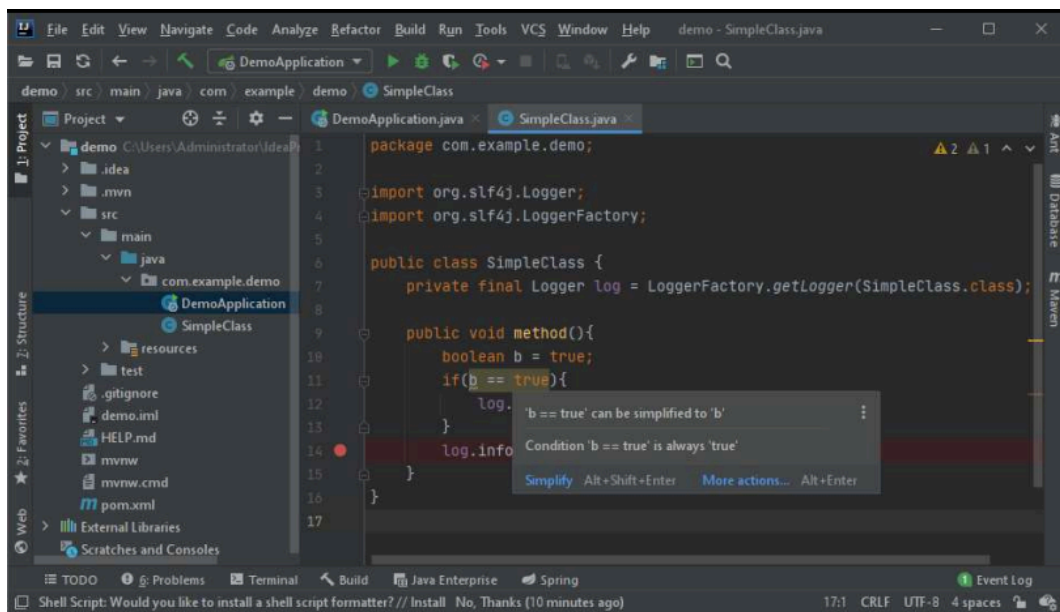 File Edit View Navigate Code Analyze Refactor Build Run Tools VCS Window Help demo - SimpleClass.java
DemoApplication
demo src main java com example demo SimpleClass
1: Project
7: Structure
2: Favorites
Web
Project
demo C:\Users\Administrator\IdeaPr
.idea
.mvn
src
main
java
com.example.demo
DemoApplication
SimpleClass
resources
test
.gitignore
demo.iml
HELP.md
mvnw
mvnw.cmd
pom.xml
External Libraries
Scratches and Consoles
DemoApplication.java SimpleClass.java
2 1
1 package com.example.demo;
2
3 import org.slf4j.Logger;
4 import org.slf4j.LoggerFactory;
5
6 public class SimpleClass {
7 private final Logger log = LoggerFactory.getLogger(SimpleClass.class);
8
9 public void method(){
10 boolean b = true;
11 if(b == true){
12 log.
13 }
14 log.info
15 }
16 }
17
'b == true' can be simplified to 'b'
Condition 'b == true' is always 'true'
Simplify Alt+Shift+Enter More actions... Alt+Enter
Ant
Database
Maven
TODO 6: Problems Terminal Build Java Enterprise Spring 1 Event Log
Shell Script: Would you like to install a shell script formatter? // Install No, Thanks (10 minutes ago) 17:1 CRLF UTF-8 4 spaces